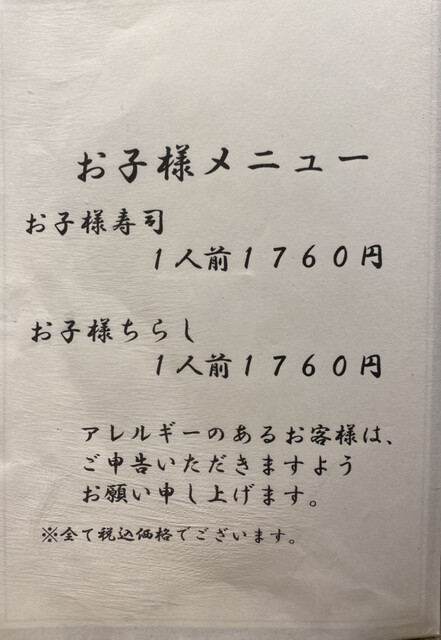 お子様メニュー
お子様寿司
１人前１７６０円
お子様ちらし
１人前１７６０円
アレルギーのあるお客様は、
ご申告いただきますよう
お願い申し上げます。
※全て税込価格でございます。